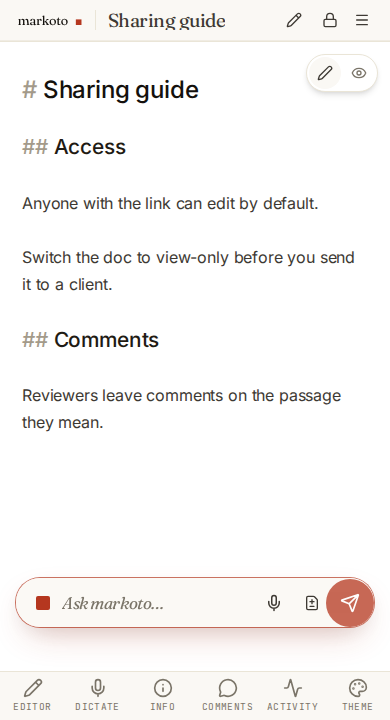 markoto Sharing guide
# Sharing guide
## Access
Anyone with the link can edit by default.
Switch the doc to view-only before you send
it to a client.
## Comments
Reviewers leave comments on the passage
they mean.
Ask markoto...
EDITOR DICTATE INFO COMMENTS ACTIVITY THEME